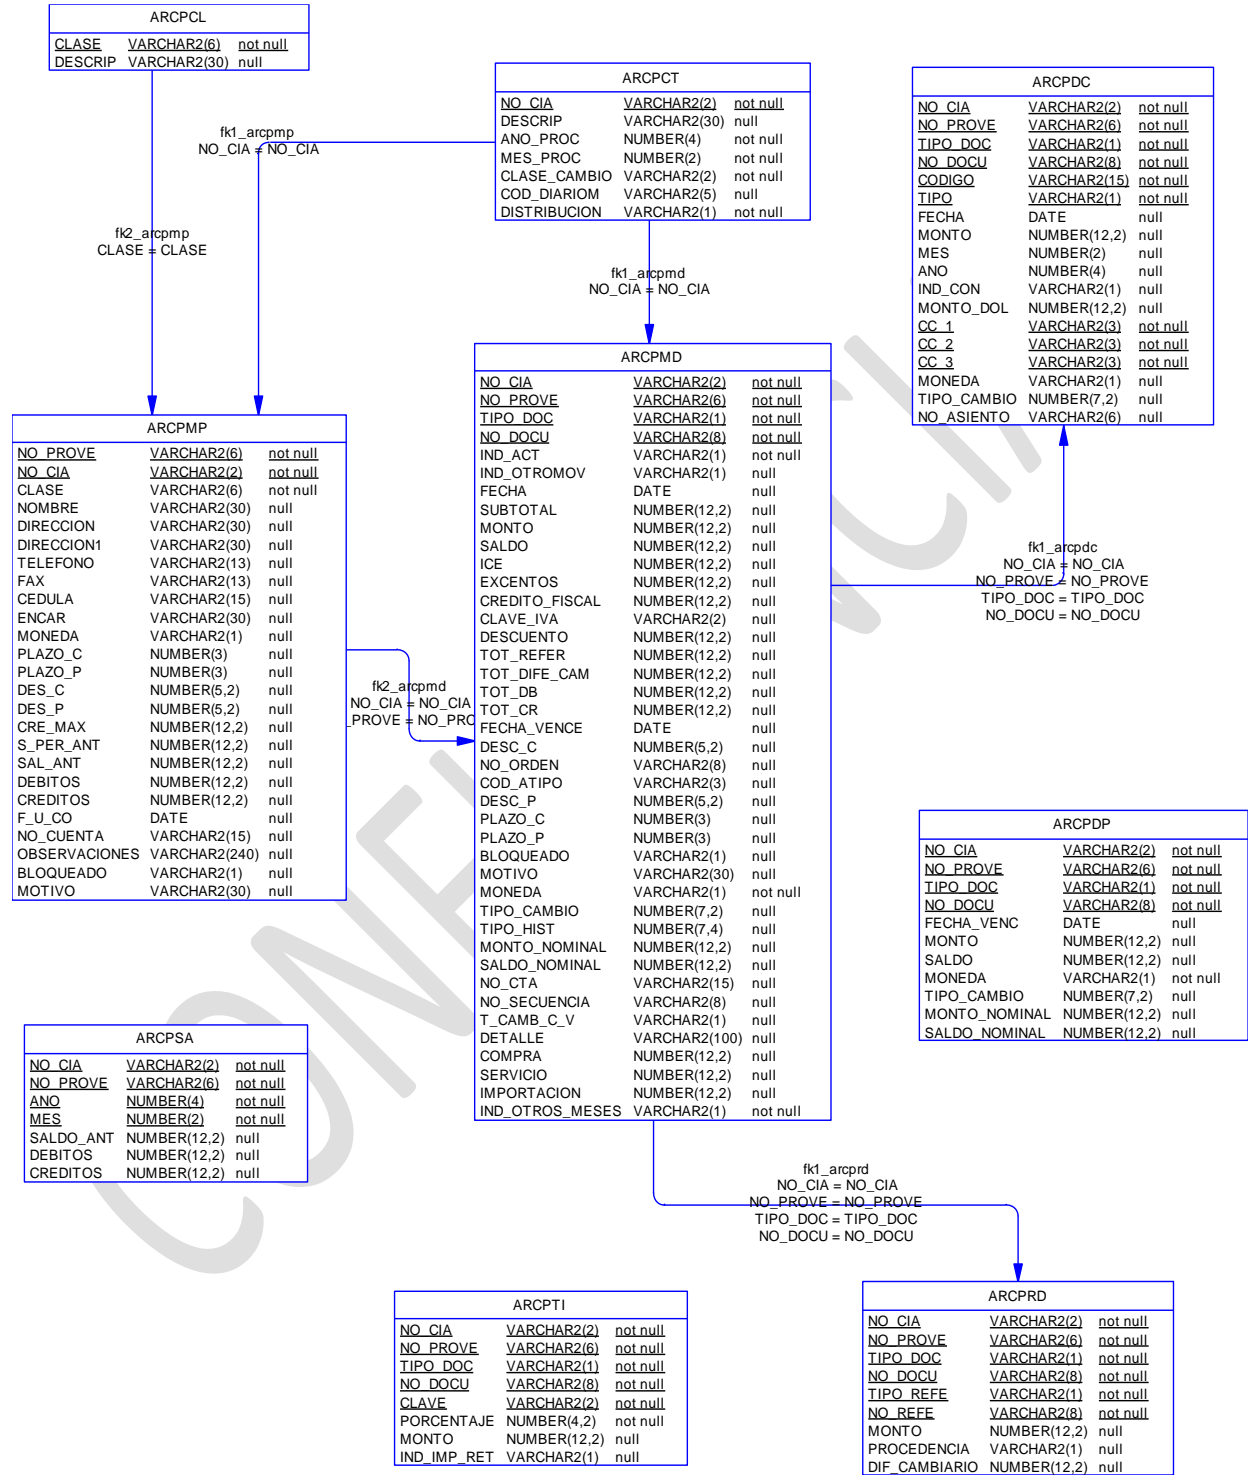 ARCPCL
CLASE VARCHAR2(6) not null
DESCRIP VARCHAR2(30) null
ARCPCT
NO_CIA VARCHAR2(2) not null
DESCRIP VARCHAR2(30) null
ANO_PROC NUMBER(4) not null
MES_PROC NUMBER(2) not null
CLASE_CAMBIO VARCHAR2(2) not null
COD_DIARIOM VARCHAR2(5) null
DISTRIBUCION VARCHAR2(1) not null
ARCPDC
NO_CIA VARCHAR2(2) not null
NO_PROVE VARCHAR2(6) not null
TIPO_DOC VARCHAR2(1) not null
NO_DOCU VARCHAR2(8) not null
CODIGO VARCHAR2(15) not null
TIPO VARCHAR2(1) not null
FECHA DATE null
MONTO NUMBER(12,2) null
MES NUMBER(2) null
ANO NUMBER(4) null
IND_CON VARCHAR2(1) null
MONTO_DOL NUMBER(12,2) null
CC_1 VARCHAR2(3) not null
CC_2 VARCHAR2(3) not null
CC_3 VARCHAR2(3) not null
MONEDA VARCHAR2(1) null
TIPO_CAMBIO NUMBER(7,2) null
NO_ASIENTO VARCHAR2(6) null
fk1_arcpmp
NO_CIA = NO_CIA
fk2_arcpmp
CLASE = CLASE
fk1_arcpmd
NO_CIA = NO_CIA
ARCPMP
NO_PROVE VARCHAR2(6) not null
NO_CIA VARCHAR2(2) not null
CLASE VARCHAR2(6) not null
NOMBRE VARCHAR2(30) null
DIRECCION VARCHAR2(30) null
DIRECCION1 VARCHAR2(30) null
TELEFONO VARCHAR2(13) null
FAX VARCHAR2(13) null
CEDULA VARCHAR2(15) null
ENCAR VARCHAR2(30) null
MONEDA VARCHAR2(1) null
PLAZO_C NUMBER(3) null
PLAZO_P NUMBER(3) null
DES_C NUMBER(5,2) null
DES_P NUMBER(5,2) null
CRE_MAX NUMBER(12,2) null
S_PER_ANT NUMBER(12,2) null
SAL_ANT NUMBER(12,2) null
DEBITOS NUMBER(12,2) null
CREDITOS NUMBER(12,2) null
F_U_CO DATE null
NO_CUENTA VARCHAR2(15) null
OBSERVACIONES VARCHAR2(240) null
BLOQUEADO VARCHAR2(1) null
MOTIVO VARCHAR2(30) null
fk2_arcpmd
NO_CIA = NO_CIA
_PROVE = NO_PRO
ARCPMD
NO_CIA VARCHAR2(2) not null
NO_PROVE VARCHAR2(6) not null
TIPO_DOC VARCHAR2(1) not null
NO_DOCU VARCHAR2(8) not null
IND_ACT VARCHAR2(1) not null
IND_OTROMOV VARCHAR2(1) null
FECHA DATE null
SUBTOTAL NUMBER(12,2) null
MONTO NUMBER(12,2) null
SALDO NUMBER(12,2) null
ICE NUMBER(12,2) null
EXCENTOS NUMBER(12,2) null
CREDITO_FISCAL NUMBER(12,2) null
CLAVE_IVA VARCHAR2(2) null
DESCUENTO NUMBER(12,2) null
TOT_REFER NUMBER(12,2) null
TOT_DIFE_CAM NUMBER(12,2) null
TOT_DB NUMBER(12,2) null
TOT_CR NUMBER(12,2) null
FECHA_VENCE DATE null
DESC_C NUMBER(5,2) null
NO_ORDEN VARCHAR2(8) null
COD_ATIPO VARCHAR2(3) null
DESC_P NUMBER(5,2) null
PLAZO_C NUMBER(3) null
PLAZO_P NUMBER(3) null
BLOQUEADO VARCHAR2(1) null
MOTIVO VARCHAR2(30) null
MONEDA VARCHAR2(1) not null
TIPO_CAMBIO NUMBER(7,2) null
TIPO_HIST NUMBER(7,4) null
MONTO_NOMINAL NUMBER(12,2) null
SALDO_NOMINAL NUMBER(12,2) null
NO_CTA VARCHAR2(15) null
NO_SECUENCIA VARCHAR2(8) null
T_CAMB_C_V VARCHAR2(1) null
DETALLE VARCHAR2(100) null
COMPRA NUMBER(12,2) null
SERVICIO NUMBER(12,2) null
IMPORTACION NUMBER(12,2) null
IND_OTROS_MESES VARCHAR2(1) not null
fk1_arcpdc
NO_CIA = NO_CIA
NO_PROVE = NO_PROVE
TIPO_DOC = TIPO_DOC
NO_DOCU = NO_DOCU
ARCPDP
NO_CIA VARCHAR2(2) not null
NO_PROVE VARCHAR2(6) not null
TIPO_DOC VARCHAR2(1) not null
NO_DOCU VARCHAR2(8) not null
FECHA_VENC DATE null
MONTO NUMBER(12,2) null
SALDO NUMBER(12,2) null
MONEDA VARCHAR2(1) not null
TIPO_CAMBIO NUMBER(7,2) null
MONTO_NOMINAL NUMBER(12,2) null
SALDO_NOMINAL NUMBER(12,2) null
ARCPSA
NO_CIA VARCHAR2(2) not null
NO_PROVE VARCHAR2(6) not null
ANO NUMBER(4) not null
MES NUMBER(2) not null
SALDO_ANT NUMBER(12,2) null
DEBITOS NUMBER(12,2) null
CREDITOS NUMBER(12,2) null
fk1_arcprd
NO_CIA = NO_CIA
NO_PROVE = NO_PROVE
TIPO_DOC = TIPO_DOC
NO_DOCU = NO_DOCU
ARCPTI
NO_CIA VARCHAR2(2) not null
NO_PROVE VARCHAR2(6) not null
TIPO_DOC VARCHAR2(1) not null
NO_DOCU VARCHAR2(8) not null
CLAVE VARCHAR2(2) not null
PORCENTAJE NUMBER(4,2) not null
MONTO NUMBER(12,2) null
IND_IMP_RET VARCHAR2(1) null
ARCPRD
NO_CIA VARCHAR2(2) not null
NO_PROVE VARCHAR2(6) not null
TIPO_DOC VARCHAR2(1) not null
NO_DOCU VARCHAR2(8) not null
TIPO_REFE VARCHAR2(1) not null
NO_REFE VARCHAR2(8) not null
MONTO NUMBER(12,2) null
PROCEDENCIA VARCHAR2(1) null
DIF_CAMBIARIO NUMBER(12,2) null